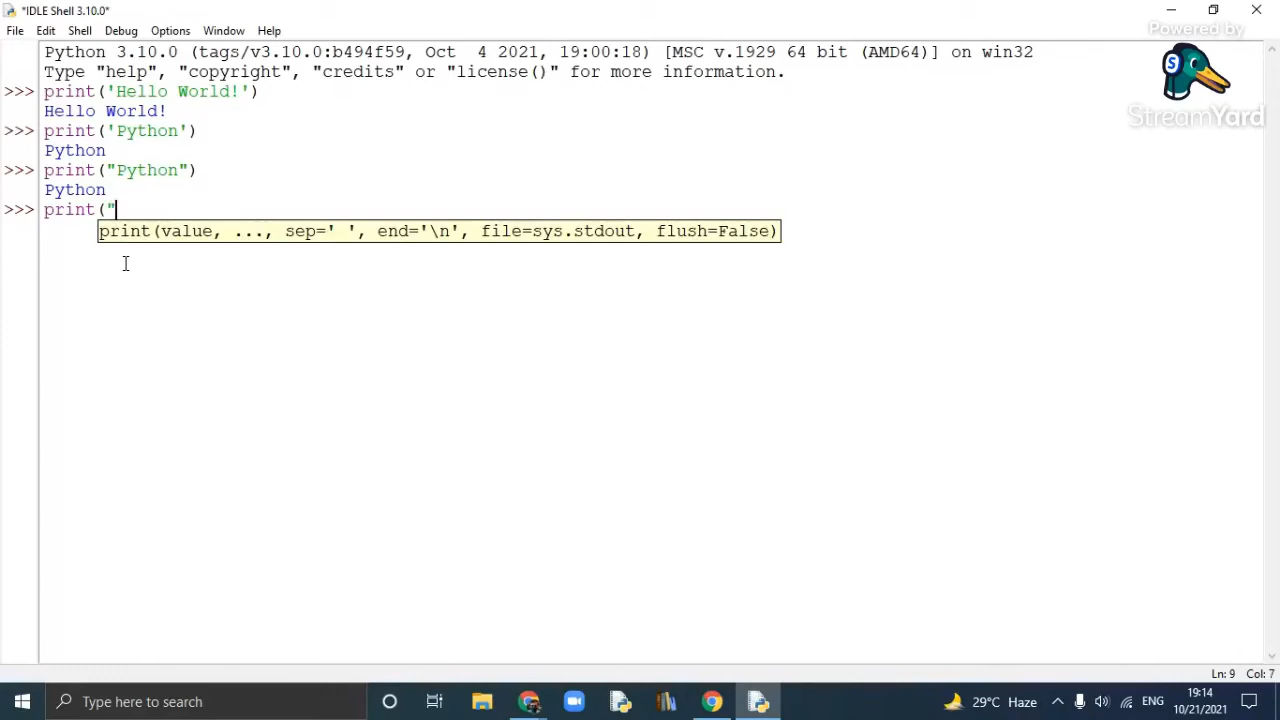 *IDLE Shell 3.10.0*
File Edit Shell Debug Options Window Help
Powered by
StreamYard
Python 3.10.0 (tags/v3.10.0:b494f59, Oct  4 2021, 19:00:18) [MSC v.1929 64 bit (AMD64)] on win32
Type "help", "copyright", "credits" or "license()" for more information.
>>> print('Hello World!')
Hello World!
>>> print('Python')
Python
>>> print("Python")
Python
>>> print("
print(value, ..., sep=' ', end='\n', file=sys.stdout, flush=False)
Ln: 9 Col: 7
Type here to search
29°C Haze
ENG
19:14
10/21/2021